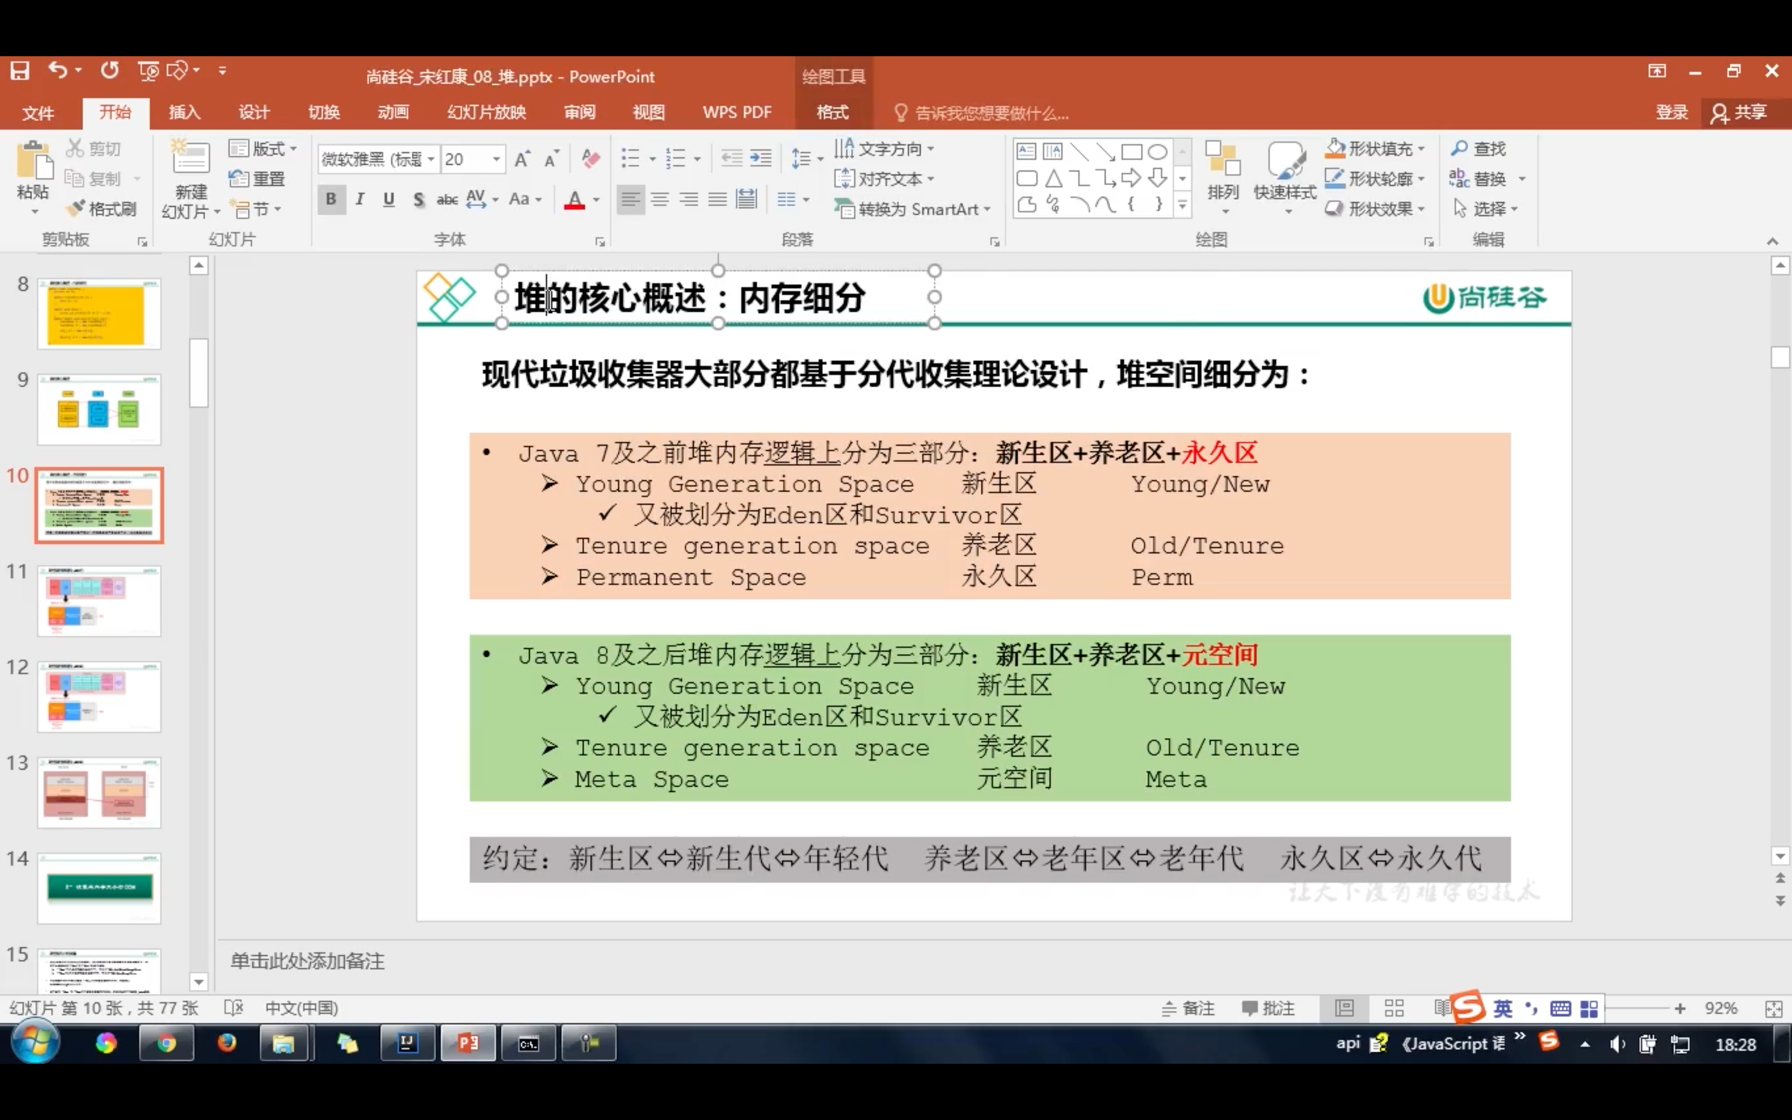 尚硅谷_宋红康_08_堆.pptx - PowerPoint
绘图工具
文件 开始 插入 设计 切换 动画 幻灯片放映 审阅 视图 WPS PDF 格式 告诉我您想要做什么... 登录 共享
粘贴
剪切
复制
格式刷
剪贴板
新建
幻灯片
版式
重置
节
幻灯片
微软雅黑 (标题 20
B I U S abc AV Aa A
字体
文字方向
对齐文本
转换为 SmartArt
段落
排列
快速样式
形状填充
形状轮廓
形状效果
绘图
查找
替换
选择
编辑
8
9
10
11
12
13
14
15
堆的核心概述：内存细分
尚硅谷
现代垃圾收集器大部分都基于分代收集理论设计，堆空间细分为：
• Java 7及之前堆内存逻辑上分为三部分：新生区+养老区+永久区
➢ Young Generation Space 新生区 Young/New
✓ 又被划分为Eden区和Survivor区
➢ Tenure generation space 养老区 Old/Tenure
➢ Permanent Space 永久区 Perm
• Java 8及之后堆内存逻辑上分为三部分：新生区+养老区+元空间
➢ Young Generation Space 新生区 Young/New
✓ 又被划分为Eden区和Survivor区
➢ Tenure generation space 养老区 Old/Tenure
➢ Meta Space 元空间 Meta
约定：新生区⇔新生代⇔年轻代 养老区⇔老年区⇔老年代 永久区⇔永久代
让天下没有难学的技术
单击此处添加备注
幻灯片 第 10 张，共 77 张 中文(中国) 备注 批注 英 92%
api 《JavaScript 语 18:28